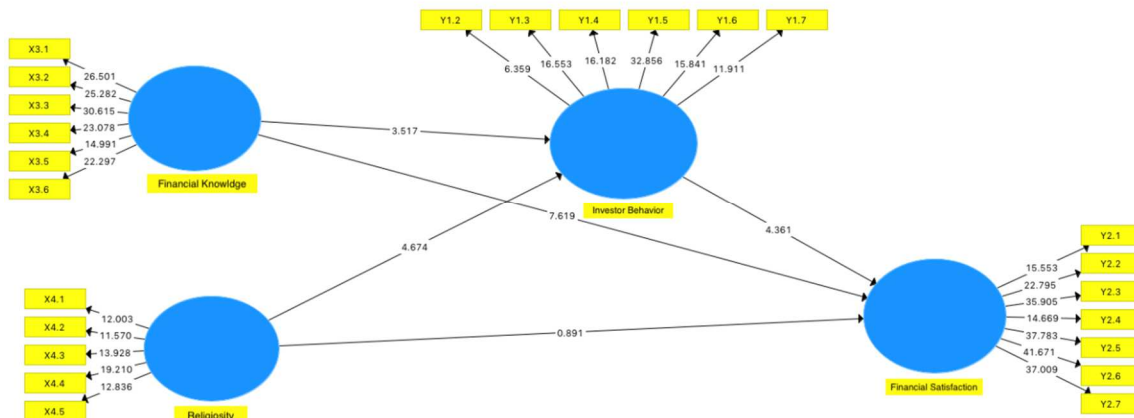 Y1.2 Y1.3 Y1.4 Y1.5 Y1.6 Y1.7
6.359 16.553 16.182 32.856 15.841 11.911
X3.1
X3.2
X3.3
X3.4
X3.5
X3.6
26.501
25.282
30.615
23.078
14.991
22.297
Financial Knowldge
3.517
Investor Behavior
7.619
4.674
4.361
0.891
X4.1
X4.2
X4.3
X4.4
X4.5
12.003
11.570
13.928
19.210
12.836
Religiosity
Y2.1
Y2.2
Y2.3
Y2.4
Y2.5
Y2.6
Y2.7
15.553
22.795
35.905
14.669
37.783
41.671
37.009
Financial Satisfaction